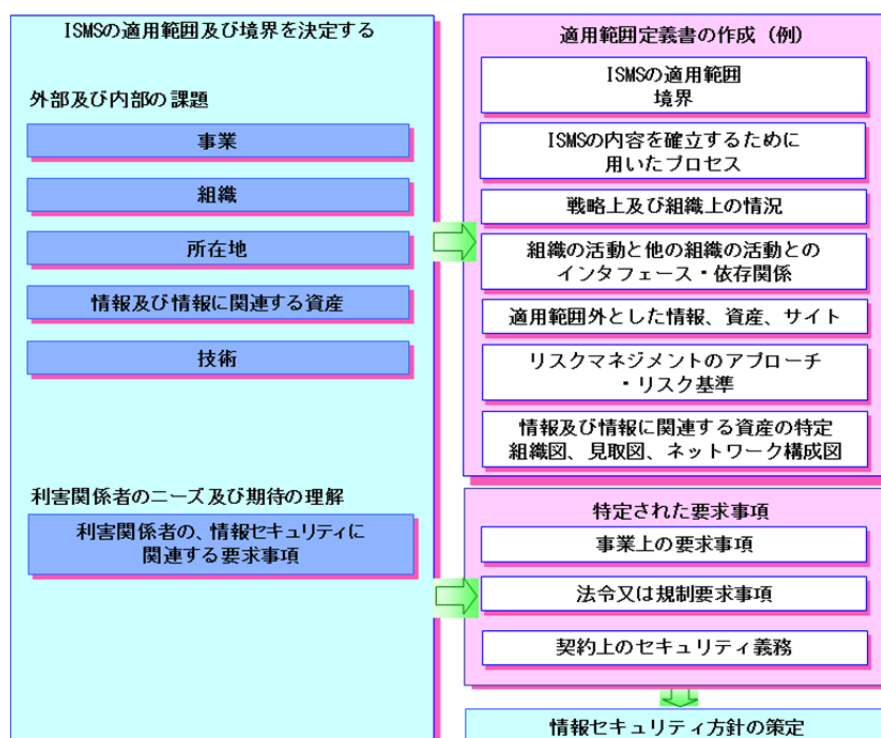 ISMSの適用範囲及び境界を決定する
外部及び内部の課題
事業
組織
所在地
情報及び情報に関連する資産
技術
利害関係者のニーズ及び期待の理解
利害関係者の、情報セキュリティに
関連する要求事項
適用範囲定義書の作成（例）
ISMSの適用範囲
境界
ISMSの内容を確立するために
用いたプロセス
戦略上及び組織上の情況
組織の活動と他の組織の活動との
インタフェース・依存関係
適用範囲外とした情報、資産、サイト
リスクマネジメントのアプローチ
・リスク基準
情報及び情報に関連する資産の特定
組織図、見取図、ネットワーク構成図
特定された要求事項
事業上の要求事項
法令又は規制要求事項
契約上のセキュリティ義務
情報セキュリティ方針の策定